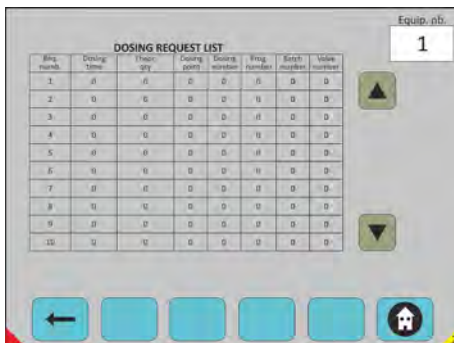 Equip. nb.
1
DOSING REQUEST LIST
Req. numb. Dosing time Theor. qty Dosing point Dosing number Prog. number Batch number Valve number
1 0 0 0 0 0 0 0
2 0 0 0 0 0 0 0
3 0 0 0 0 0 0 0
4 0 0 0 0 0 0 0
5 0 0 0 0 0 0 0
6 0 0 0 0 0 0 0
7 0 0 0 0 0 0 0
8 0 0 0 0 0 0 0
9 0 0 0 0 0 0 0
10 0 0 0 0 0 0 0